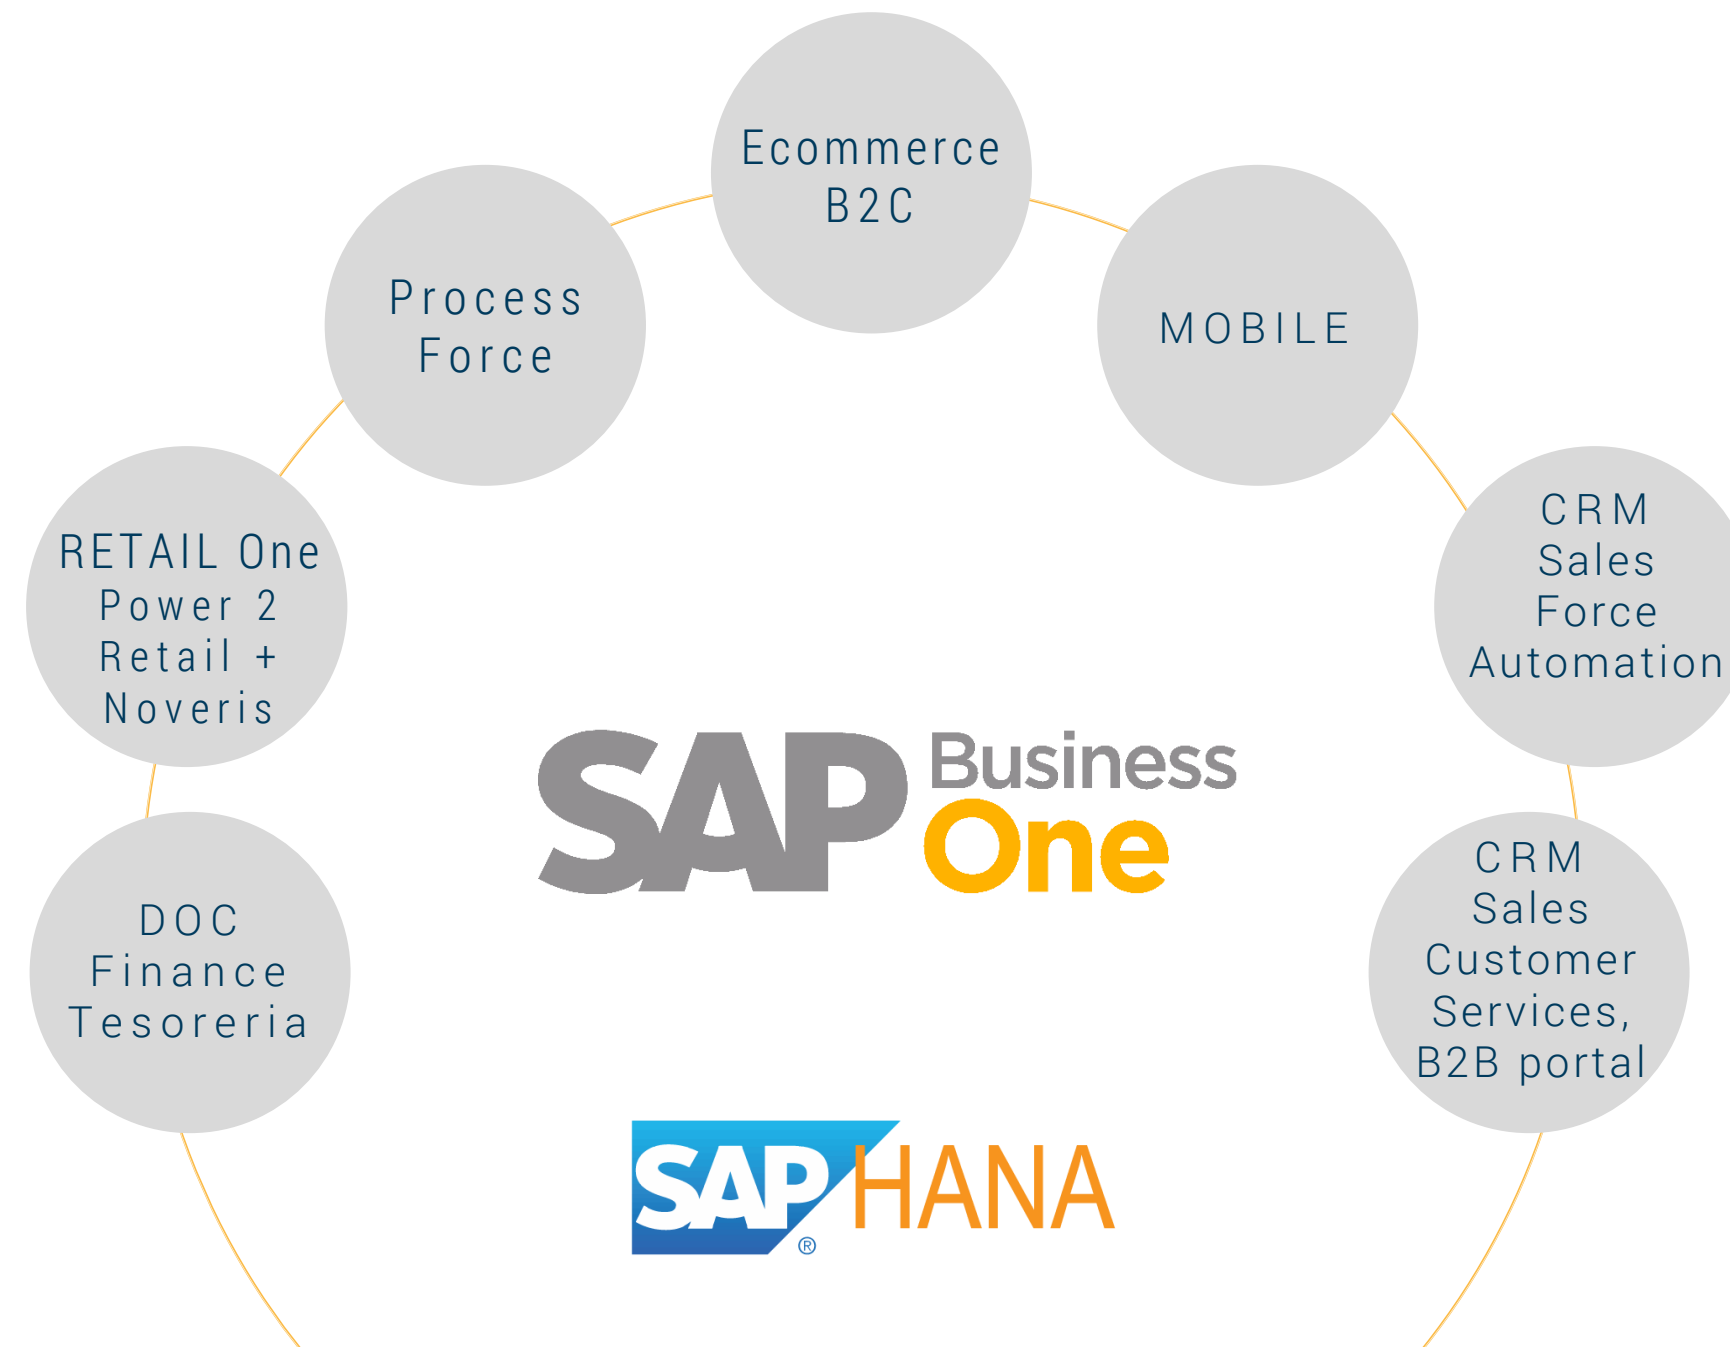 Ecommerce
B2C
Process
Force
MOBILE
RETAIL One
Power 2
Retail +
Noveris
CRM
Sales
Force
Automation
SAP Business
One
DOC
Finance
Tesoreria
CRM
Sales
Customer
Services,
B2B portal
SAP HANA
®